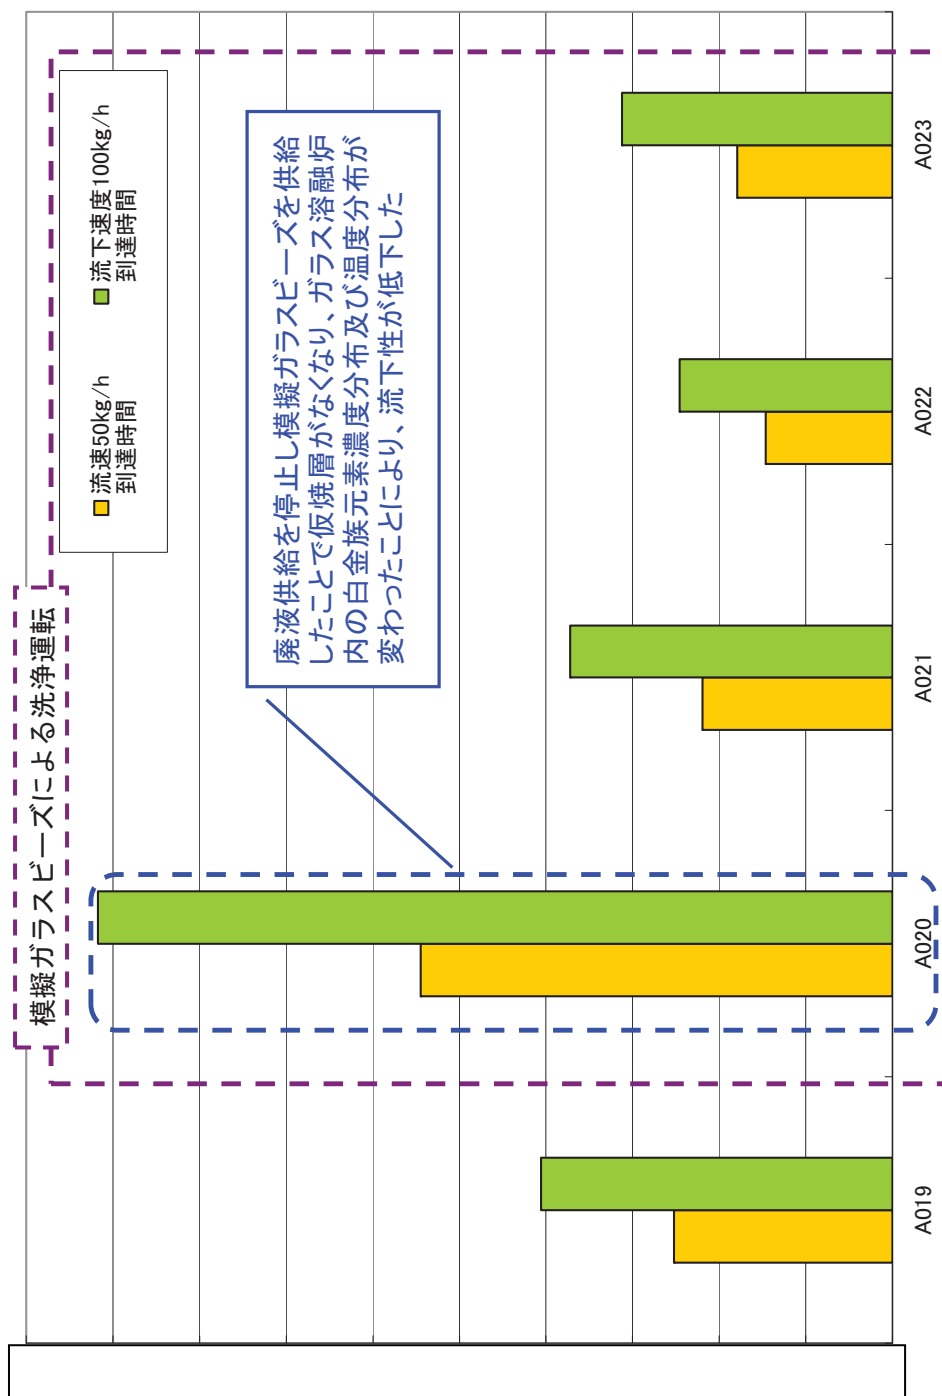 模擬ガラスビーズによる洗浄運転
流速50kg/h
到達時間
流下速度100kg/h
到達時間
廃液供給を停止し模擬ガラスビーズを供給
したことで仮焼層がなくなり、ガラス溶融炉
内の白金族元素濃度分布及び温度分布が
変わったことにより、流下性が低下した
A019
A020
A021
A022
A023